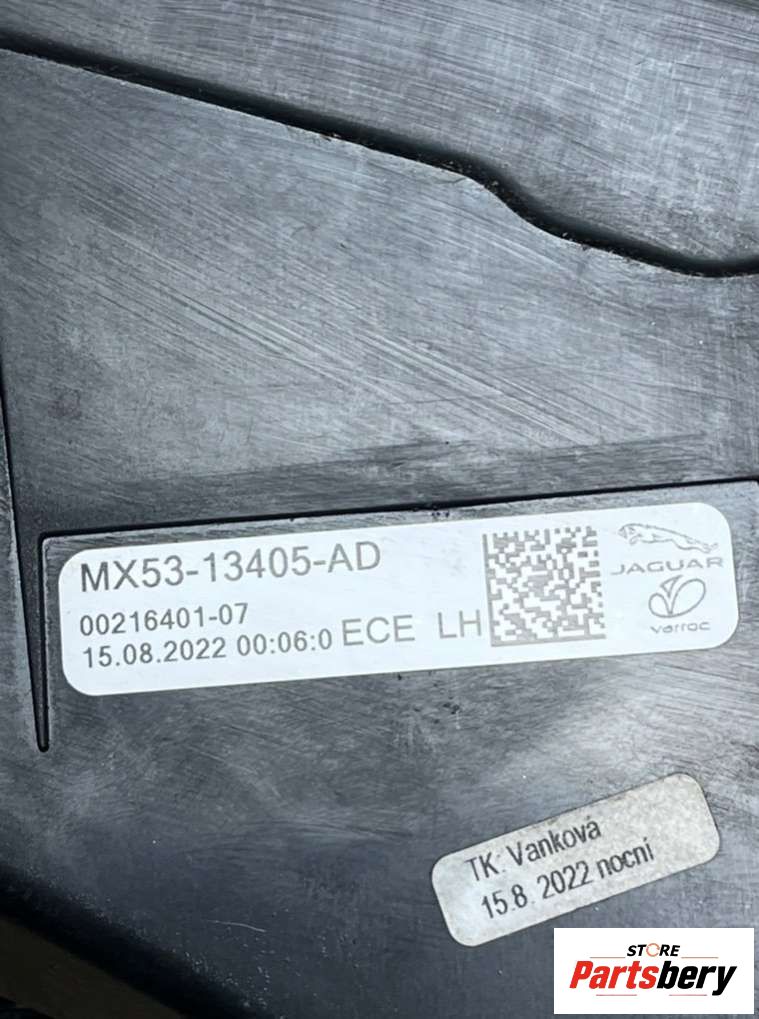 MX53-13405-AD
00216401-07
15.08.2022 00:06:0 ECE LH
JAGUAR
varroc
TK: Vanková
15.8. 2022 nocni
STORE
Partsbery